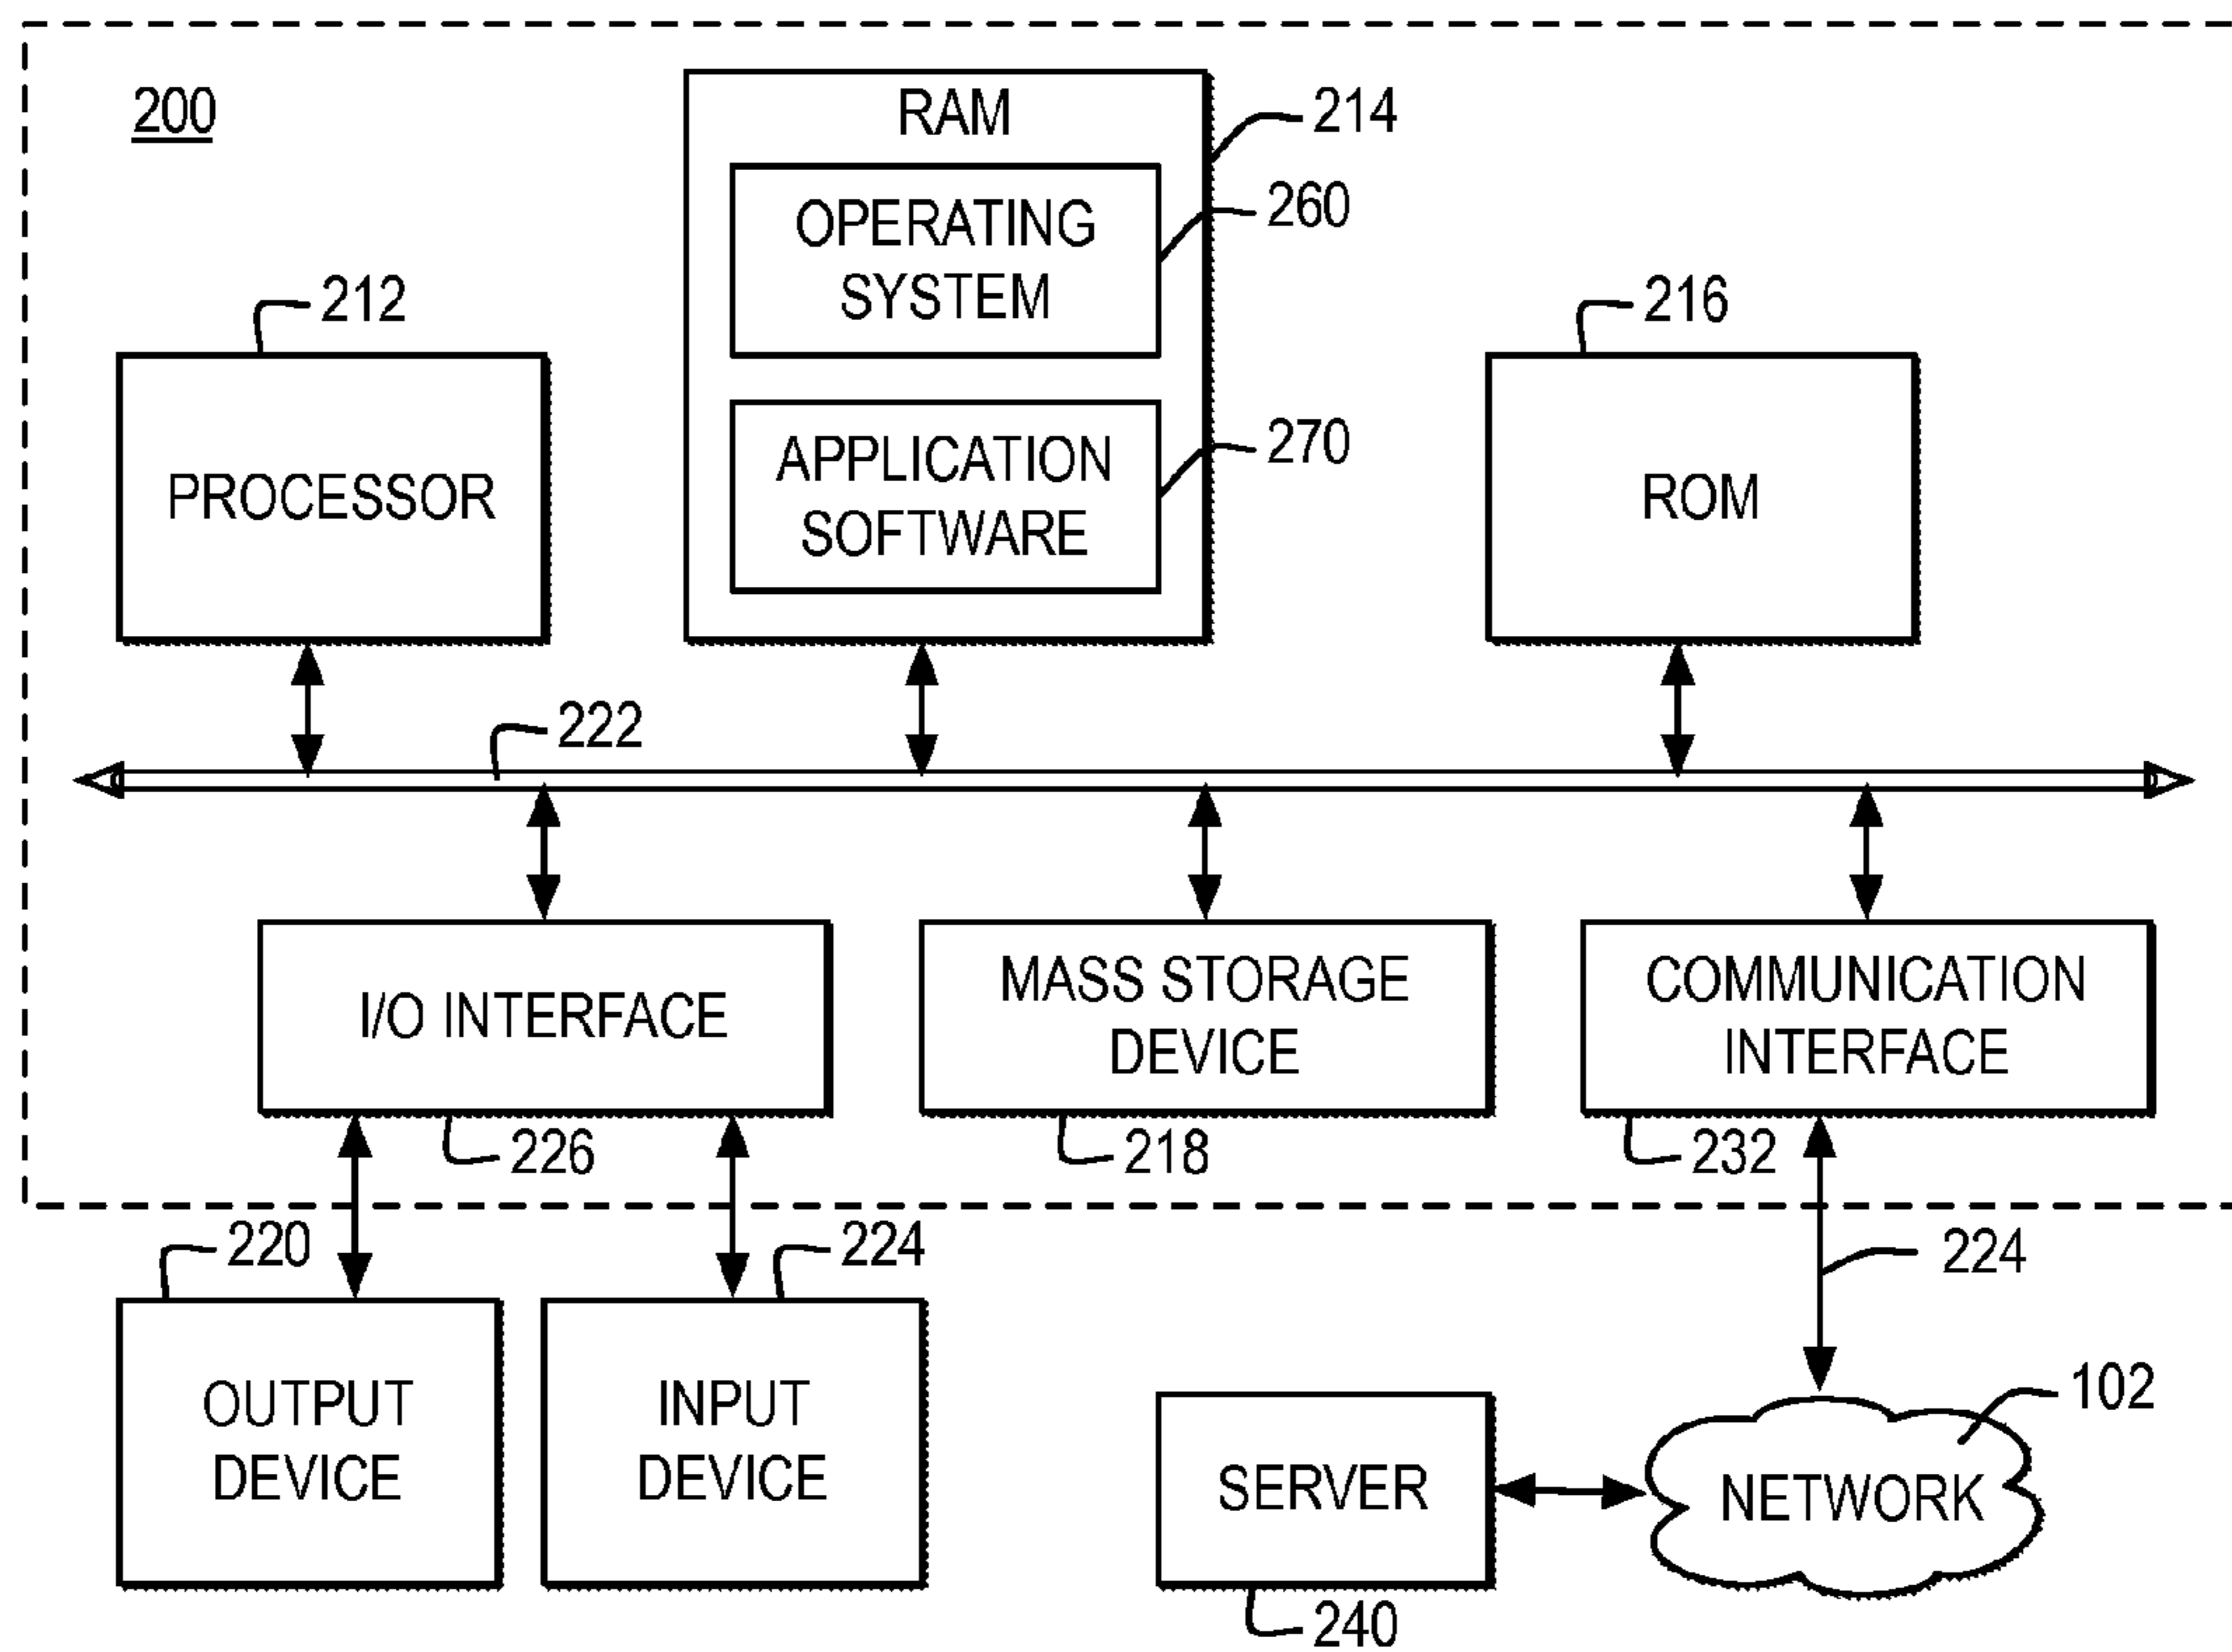 200
RAM
214
OPERATING
SYSTEM
260
212
216
PROCESSOR
APPLICATION
SOFTWARE
270
ROM
222
I/O INTERFACE
MASS STORAGE
DEVICE
COMMUNICATION
INTERFACE
226
218
232
220
224
224
OUTPUT
DEVICE
INPUT
DEVICE
SERVER
240
NETWORK
102